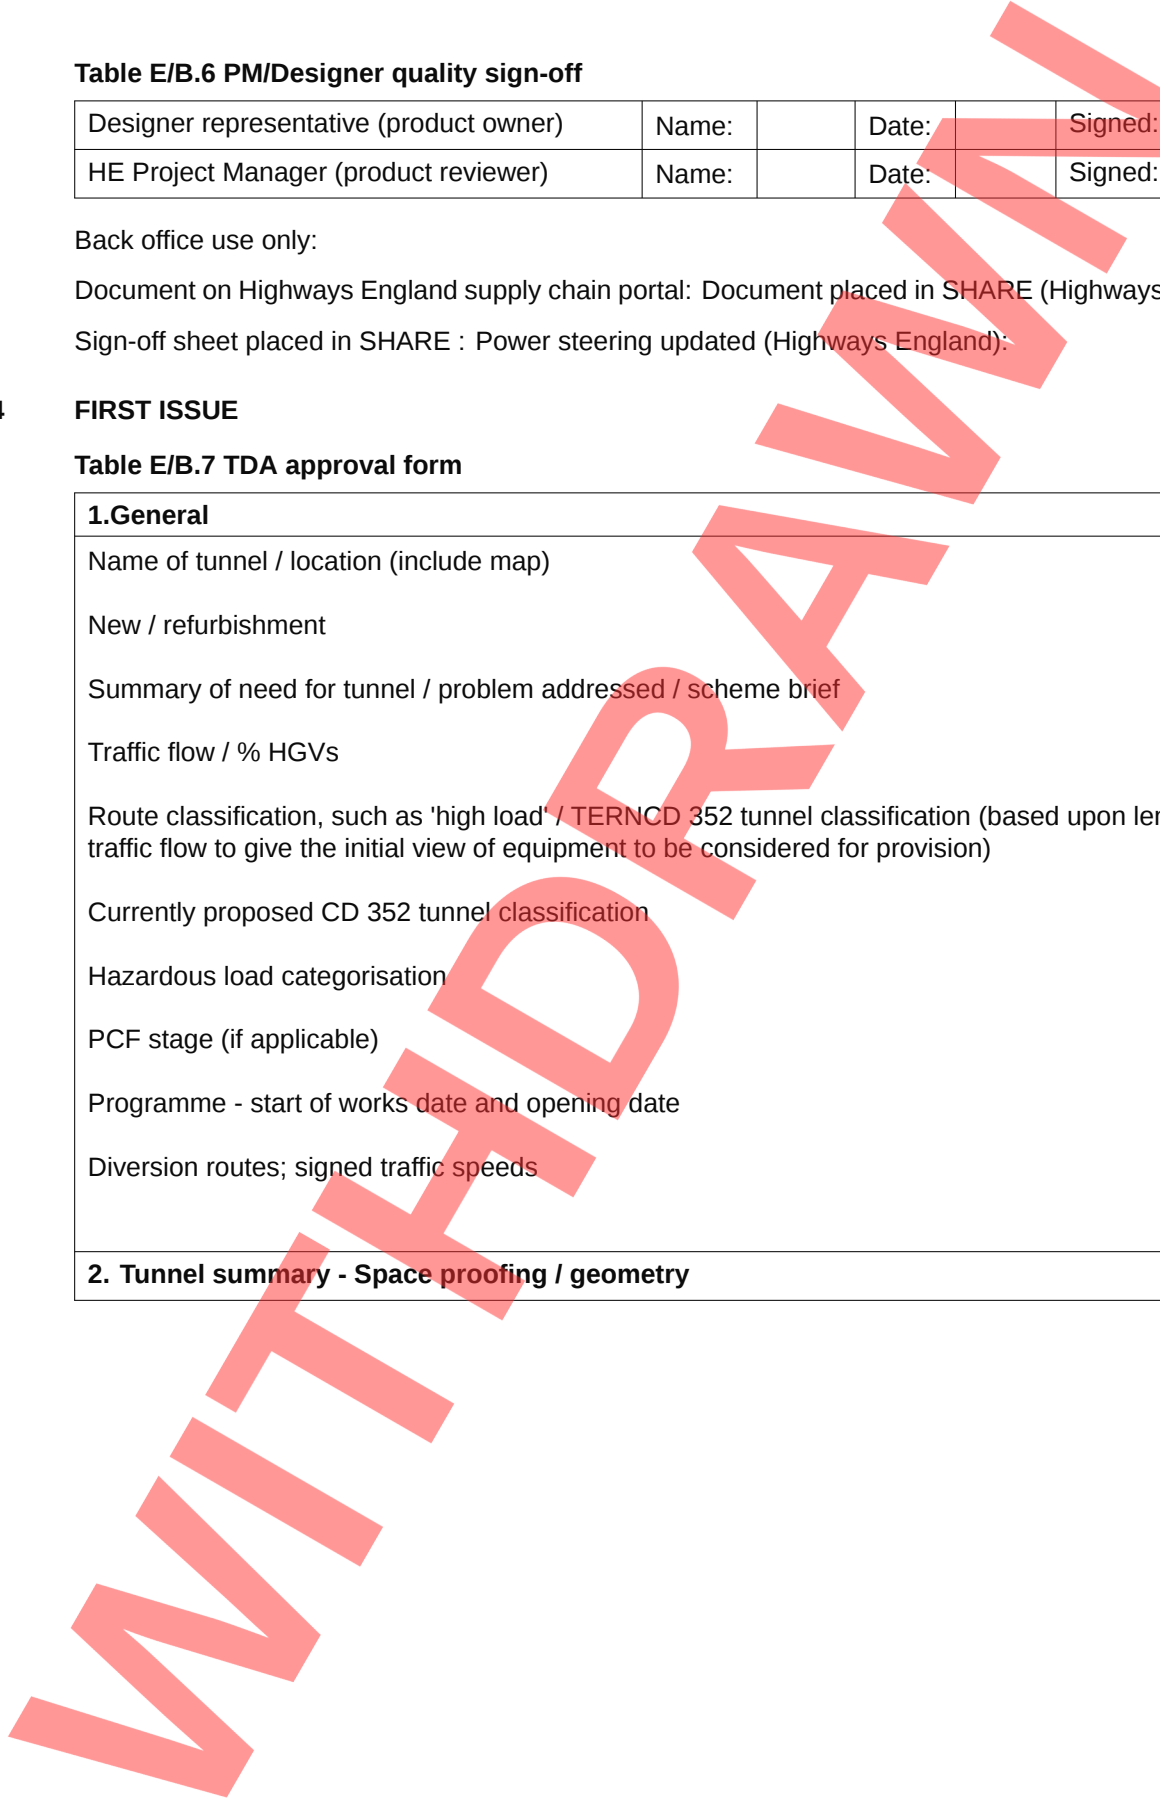 Table E/B.6 PM/Designer quality sign-off
Designer representative (product owner) Name: Date: Signed:
HE Project Manager (product reviewer) Name: Date: Signed:
Back office use only:
Document on Highways England supply chain portal: Document placed in SHARE (Highways
Sign-off sheet placed in SHARE : Power steering updated (Highways England):
4 FIRST ISSUE
Table E/B.7 TDA approval form
1.General
Name of tunnel / location (include map)
New / refurbishment
Summary of need for tunnel / problem addressed / scheme brief
Traffic flow / % HGVs
Route classification, such as 'high load' / TERNCD 352 tunnel classification (based upon
traffic flow to give the initial view of equipment to be considered for provision)
Currently proposed CD 352 tunnel classification
Hazardous load categorisation
PCF stage (if applicable)
Programme - start of works date and opening date
Diversion routes; signed traffic speeds
2. Tunnel summary - Space proofing / geometry
WITHDRAWN